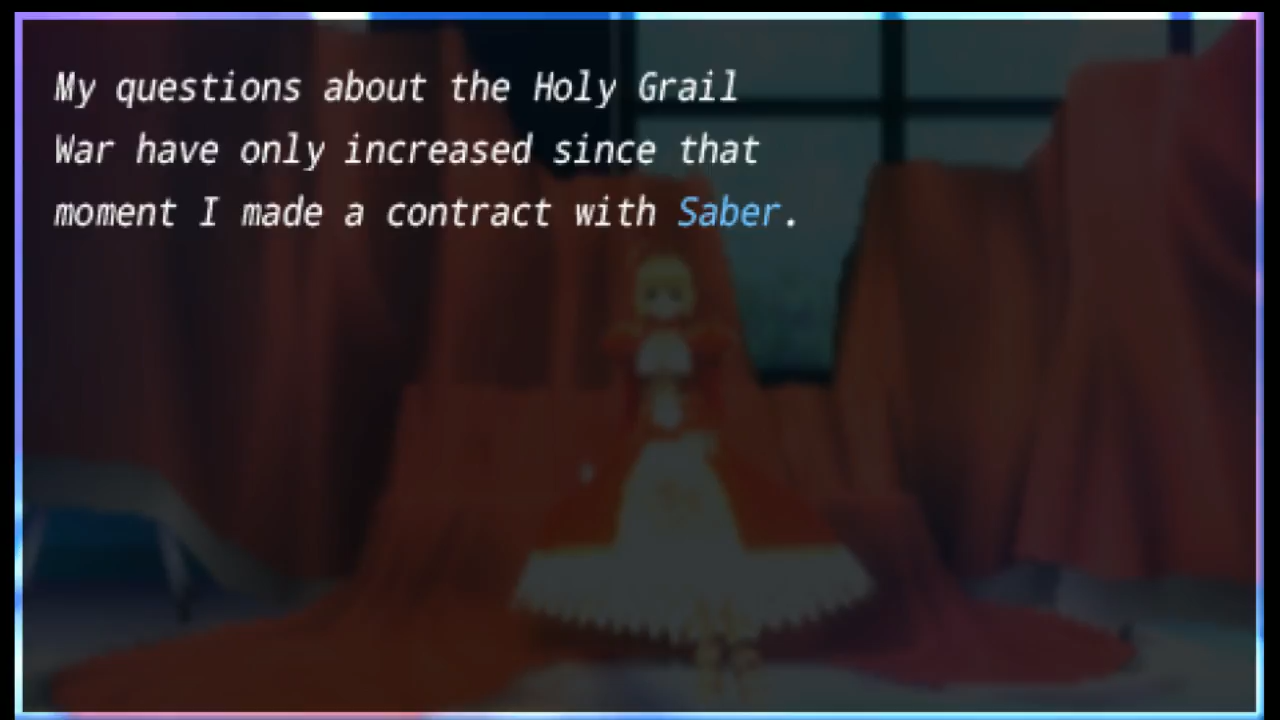 My questions about the Holy Grail
War have only increased since that
moment I made a contract with Saber.